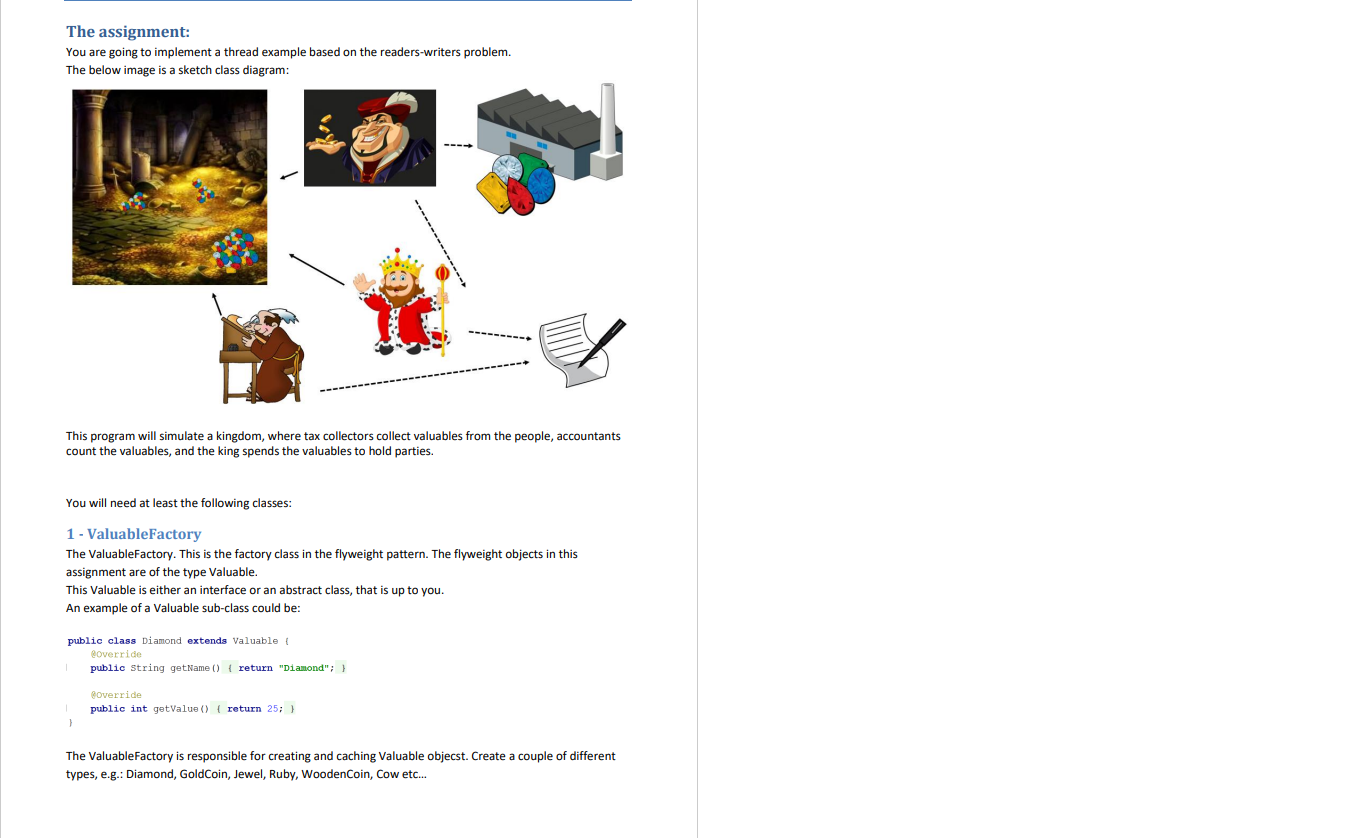 The assignment:
You are going to implement a thread example based on the readers-writers problem.
The below image is a sketch class diagram:
This program will simulate a kingdom, where tax collectors collect valuables from the people, accountants
count the valuables, and the king spends the valuables to hold parties.
You will need at least the following classes:
1 - ValuableFactory
The ValuableFactory. This is the factory class in the flyweight pattern. The flyweight objects in this
assignment are of the type Valuable.
This Valuable is either an interface or an abstract class, that is up to you.
An example of a Valuable sub-class could be:
public class Diamond extends Valuable {
@Override
public String getName() { return "Diamond"; }
@Override
public int getValue() { return 25; }
}
The ValuableFactory is responsible for creating and caching Valuable objecst. Create a couple of different
types, e.g.: Diamond, GoldCoin, Jewel, Ruby, WoodenCoin, Cow etc...